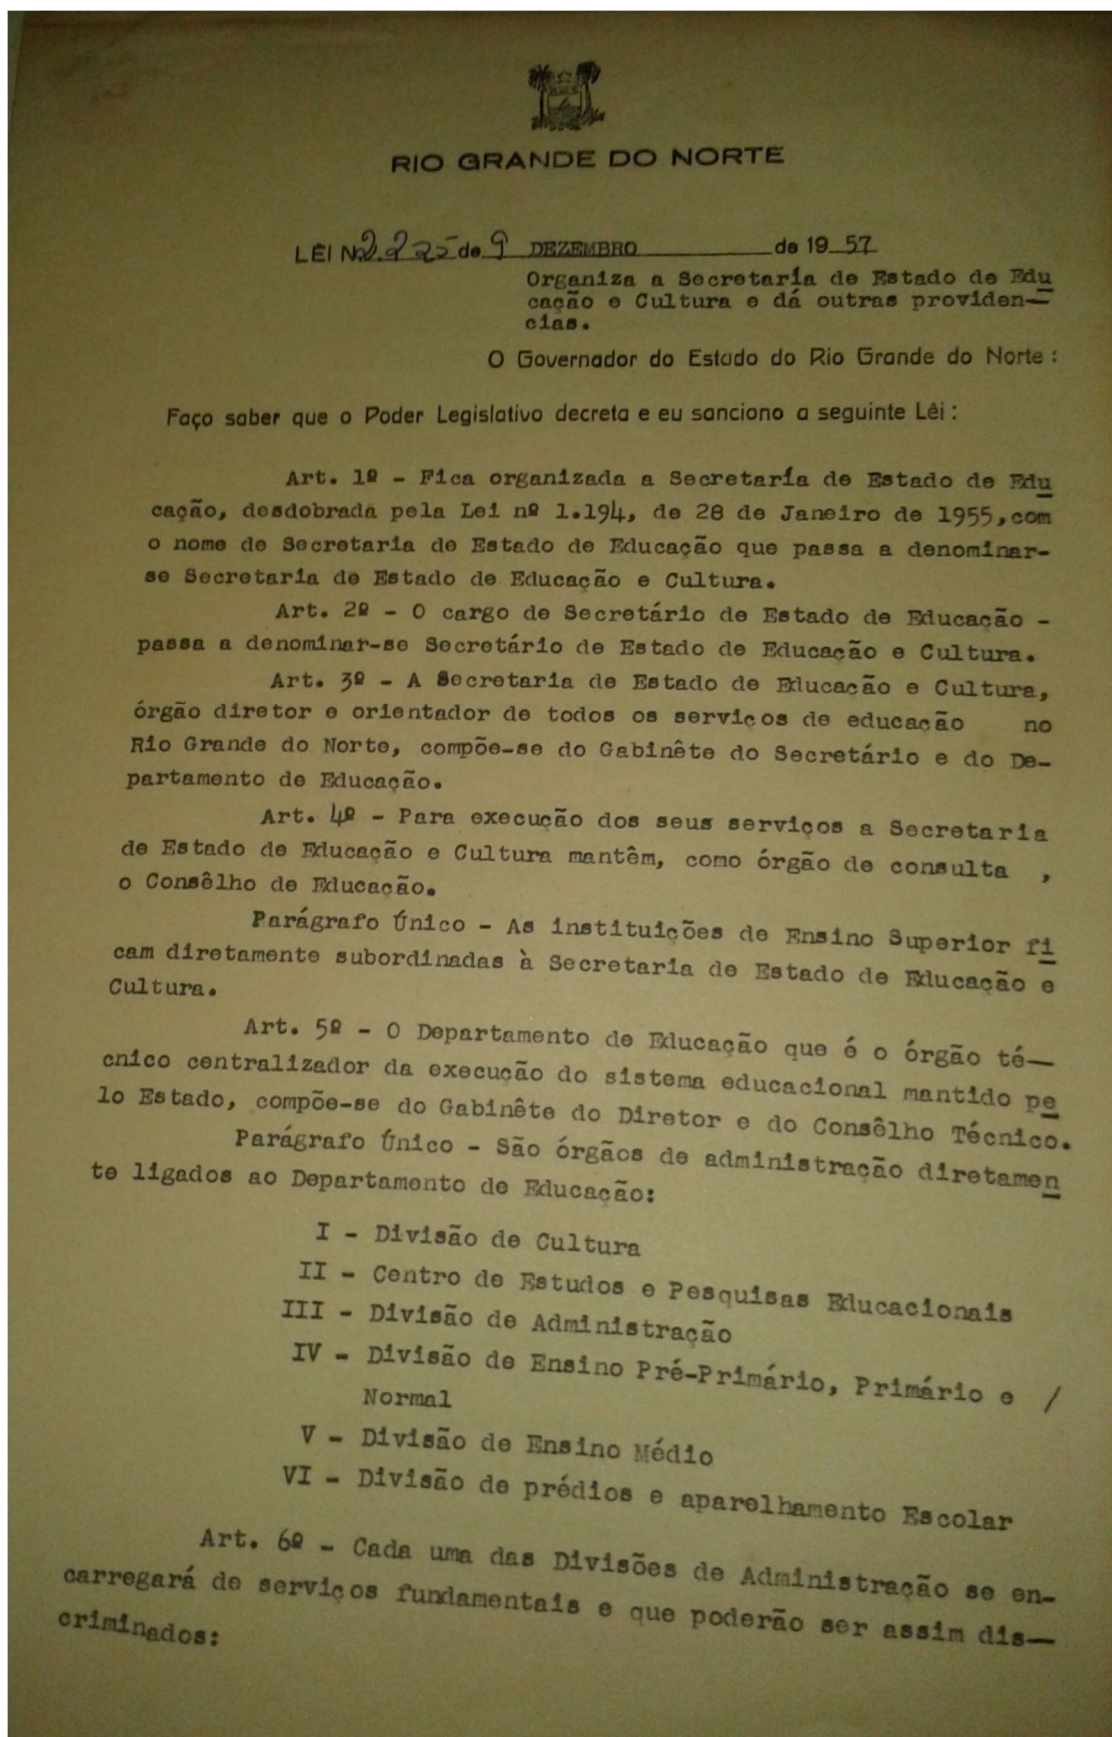 RIO GRANDE DO NORTE
LEI Nº 2.225 de 9 DEZEMBRO de 1957
Organiza a Secretaría de Estado de Edu
cação e Cultura e dá outras providen-
cias.
O Governador do Estado do Rio Grande do Norte :
Faço saber que o Poder Legislativo decreta e eu sanciono a seguinte Lêi :
Art. 1º - Fica organizada a Secretaría de Estado de Edu
cação, desdobrada pela Lei nº 1.194, de 28 de Janeiro de 1955,com
o nome de Secretaria de Estado de Educação que passa a denominar-
se Secretaria de Estado de Educação e Cultura.
Art. 2º - O cargo de Secretário de Estado de Educação -
passa a denominar-se Secretário de Estado de Educação e Cultura.
Art. 3º - A Secretaria de Estado de Educação e Cultura,
órgão diretor e orientador de todos os serviços de educação no
Rio Grande do Norte, compõe-se do Gabinête do Secretário e do De-
partamento de Educação.
Art. 4º - Para execução dos seus serviços a Secretaria
de Estado de Educação e Cultura mantêm, como órgão de consulta ,
o Consêlho de Educação.
Parágrafo Único - As instituições de Ensino Superior fi
cam diretamente subordinadas à Secretaria de Estado de Educação e
Cultura.
Art. 5º - O Departamento de Educação que é o órgão té-
cnico centralizador da execução do sistema educacional mantido pe
lo Estado, compõe-se do Gabinête do Diretor e do Consêlho Técnico.
Parágrafo Único - São órgãos de administração diretamen
te ligados ao Departamento de Educação:
I - Divisão de Cultura
II - Centro de Estudos e Pesquisas Educacionais
III - Divisão de Administração
IV - Divisão de Ensino Pré-Primário, Primário e /
Normal
V - Divisão de Ensino Médio
VI - Divisão de prédios e aparelhamento Escolar
Art. 6º - Cada uma das Divisões de Administração se en-
carregará de serviços fundamentais e que poderão ser assim dis-
criminados: